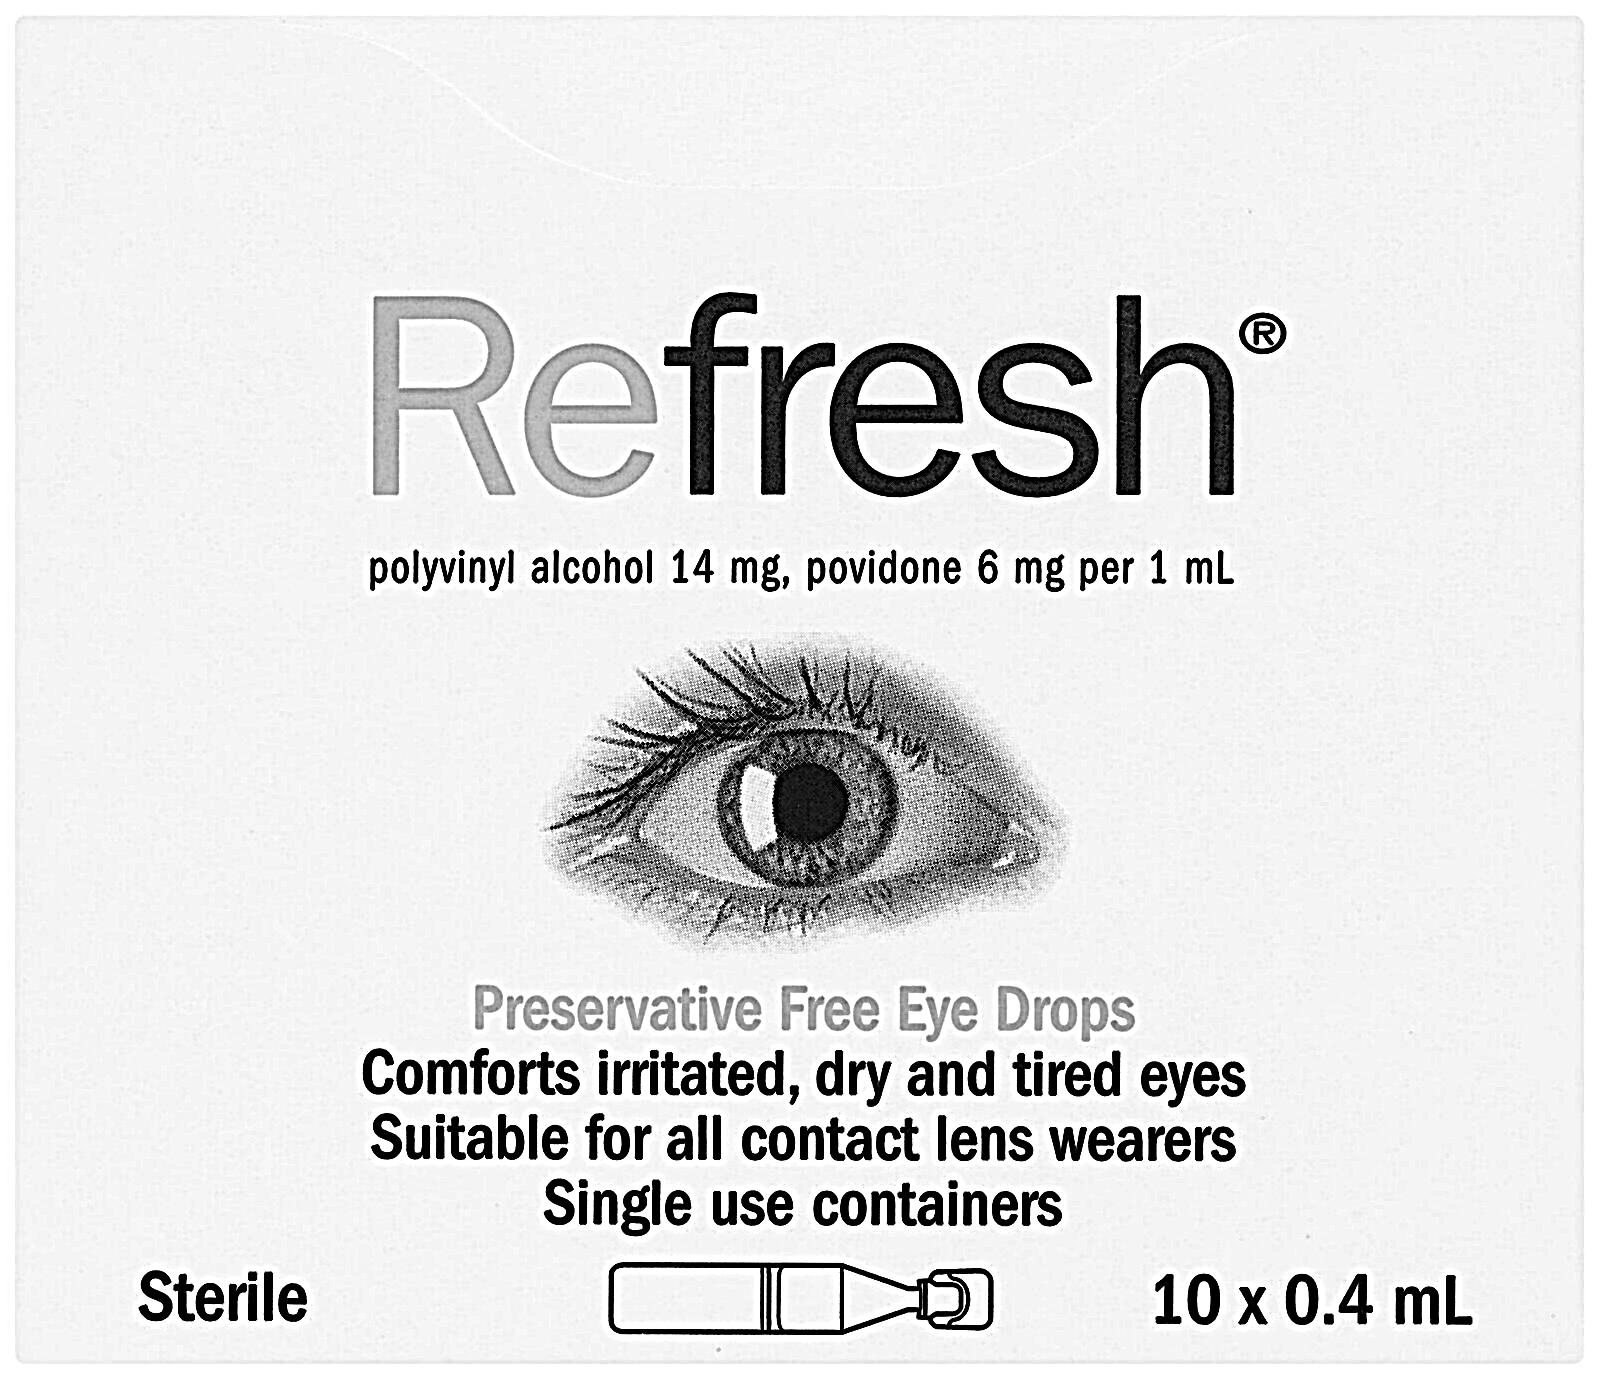 Refresh®
polyvinyl alcohol 14 mg, povidone 6 mg per 1 mL
Preservative Free Eye Drops
Comforts irritated, dry and tired eyes
Suitable for all contact lens wearers
Single use containers
Sterile
10 x 0.4 mL